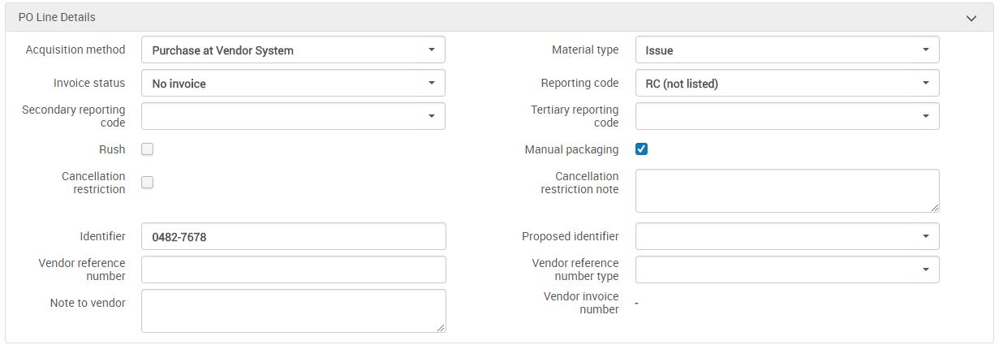 PO Line Details
Acquisition method
Purchase at Vendor System
Material type
Issue
Invoice status
No invoice
Reporting code
RC (not listed)
Secondary reporting
code
Tertiary reporting
code
Rush
Manual packaging
Cancellation
restriction
Cancellation
restriction note
Identifier
0482-7678
Proposed identifier
Vendor reference
number
Vendor reference
number type
Note to vendor
Vendor invoice
number
-